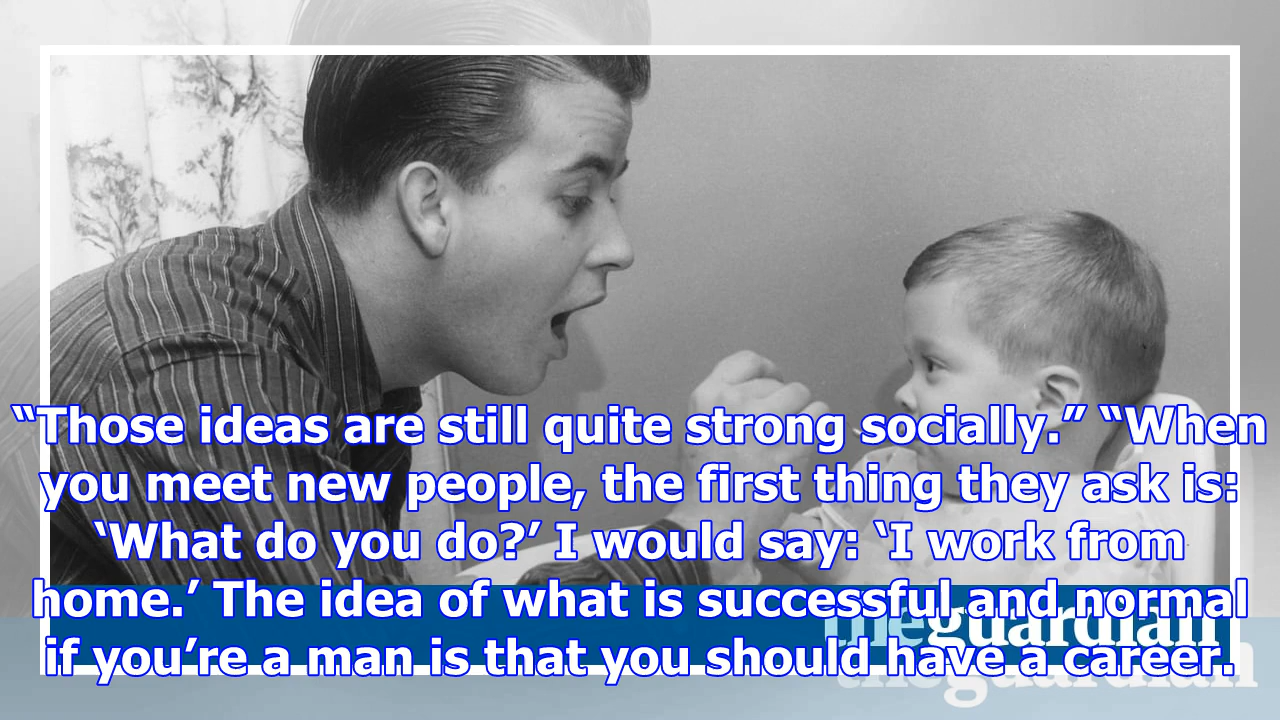 “Those ideas are still quite strong socially.” “When
you meet new people, the first thing they ask is:
‘What do you do?’ I would say: ‘I work from
home.’ The idea of what is successful and normal
if you’re a man is that you should have a career.
theguardian
theguardian